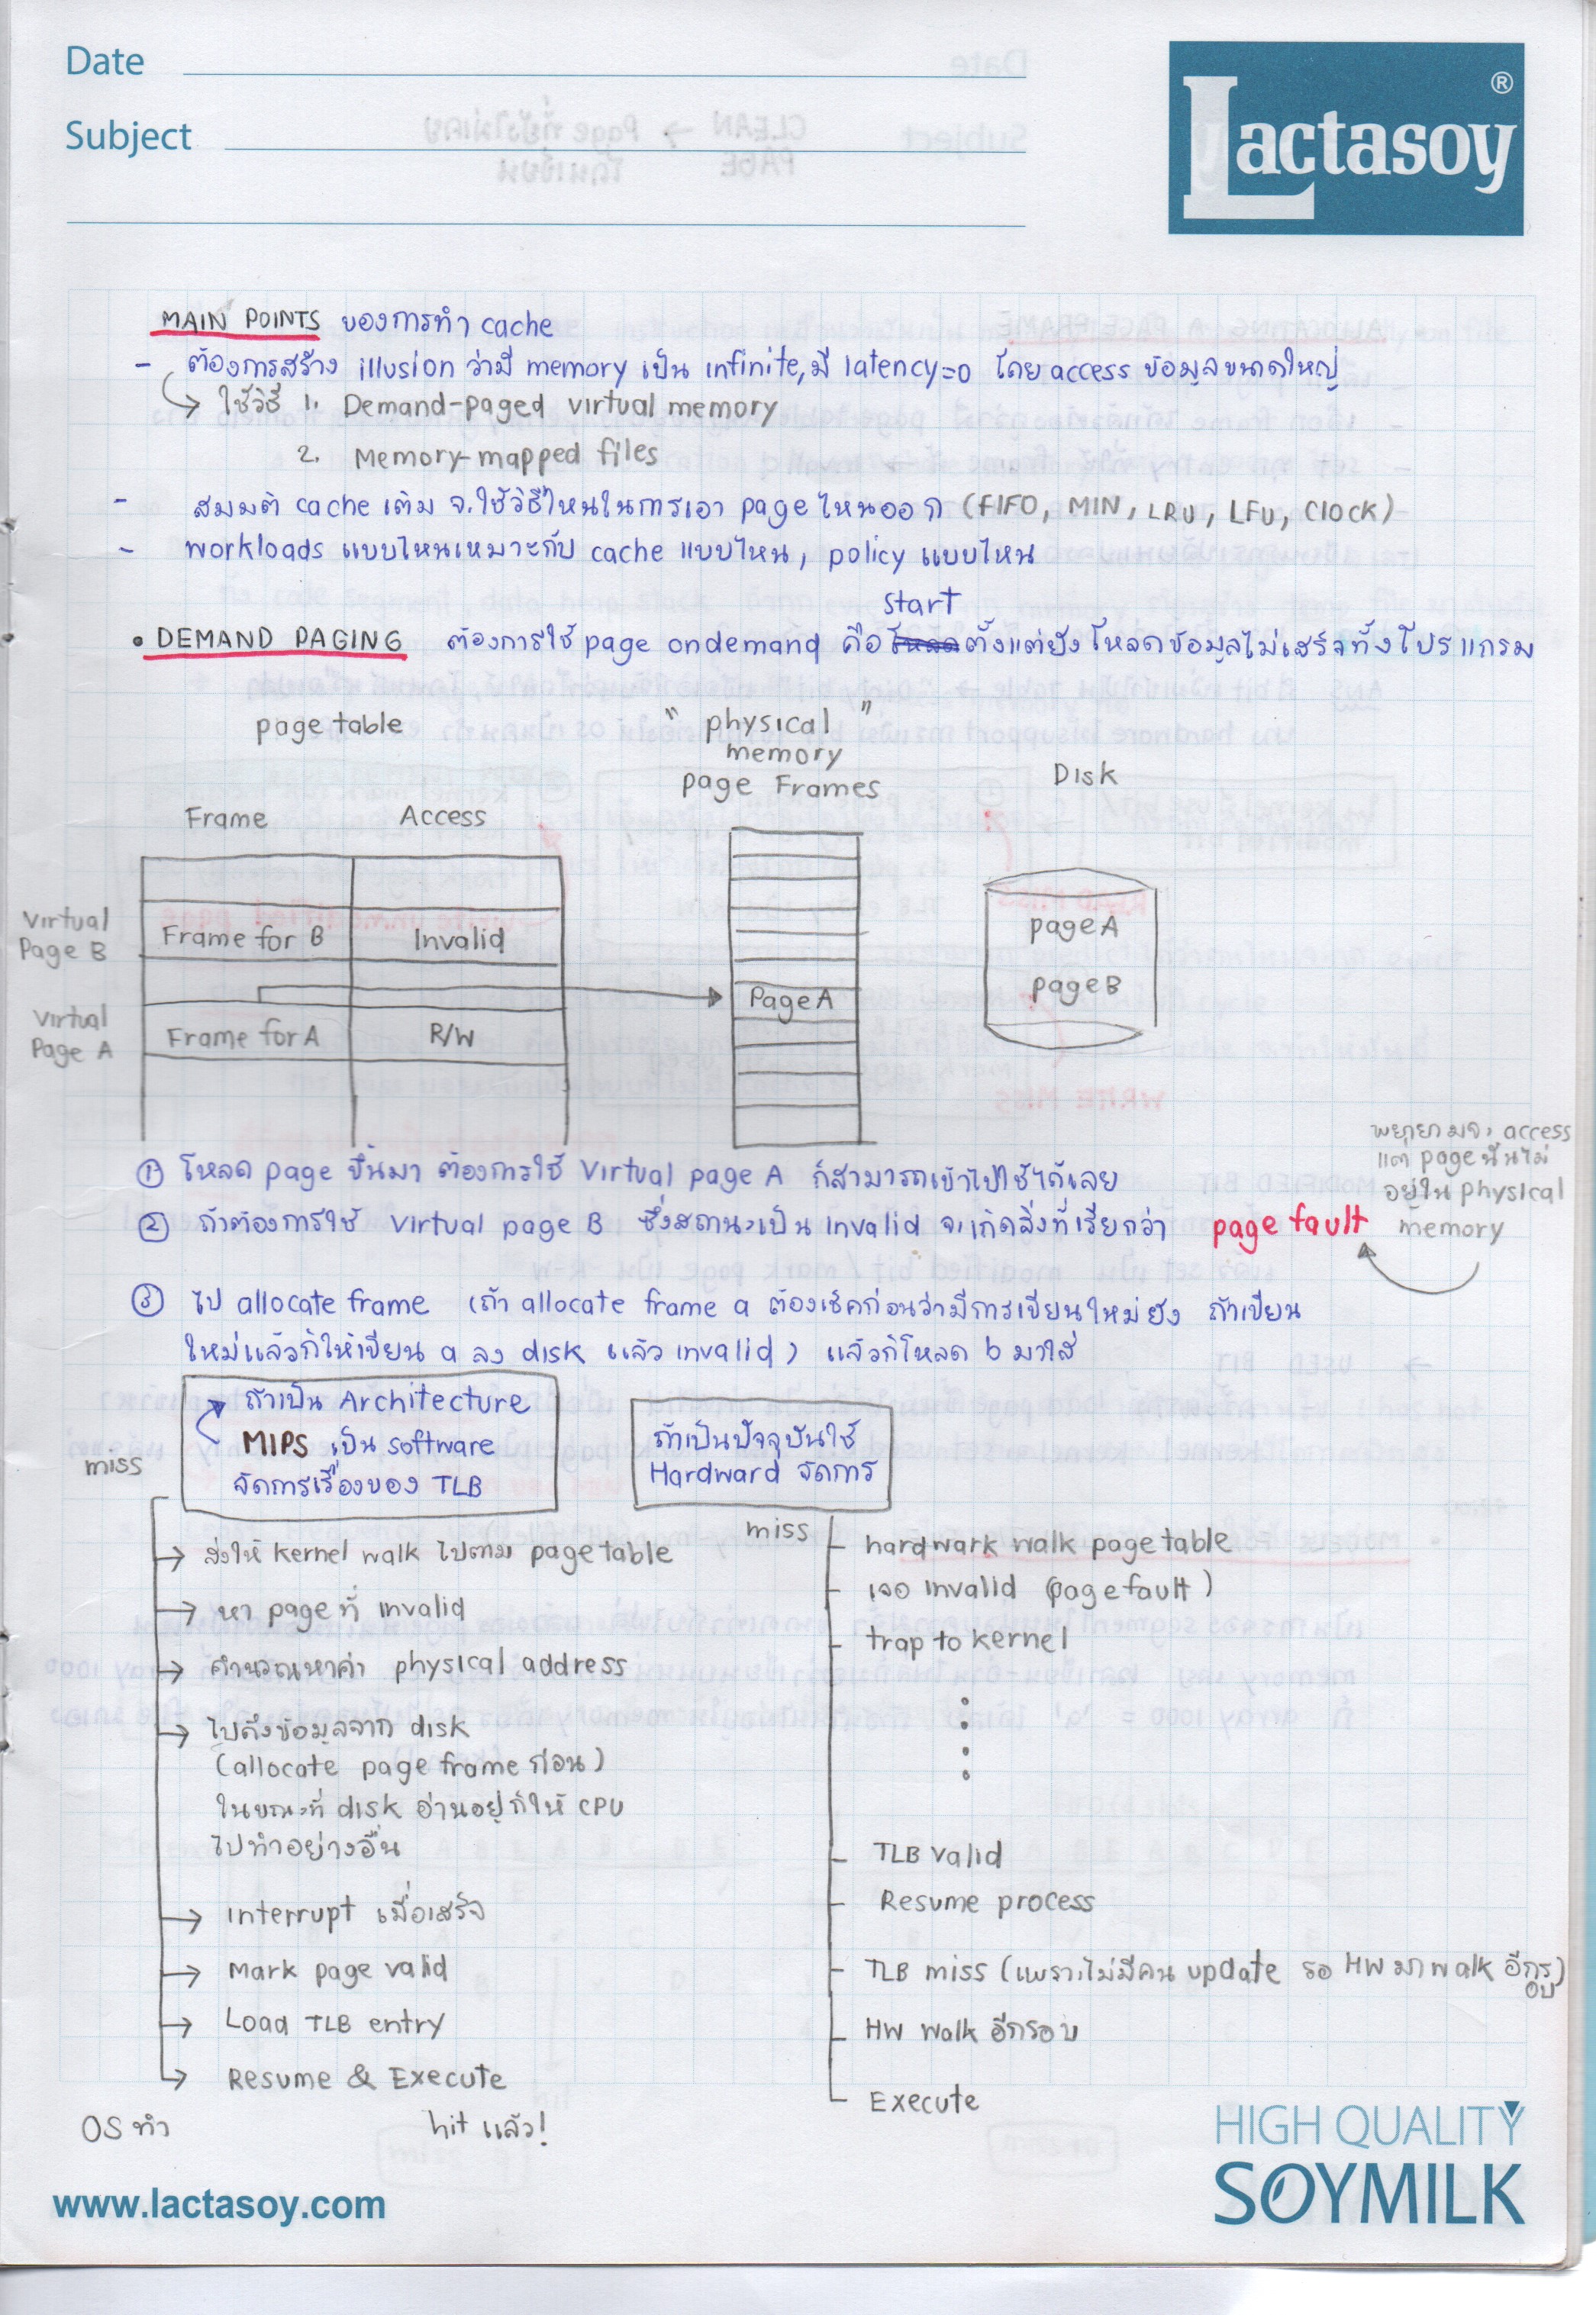 Date
Subject
Lactasoy ®
MAIN POINTS ของการทำ cache
- ต้องการสร้าง illusion ว่ามี memory เป็น infinite, มี latency=0 โดย access ข้อมูลขนาดใหญ่
ใช้วิธี 1. Demand-paged virtual memory
2. Memory-mapped files
- สมมติ cache เต็ม จะใช้วิธีไหนในการเอา page ไหนออก (FIFO, MIN, LRU, LFU, Clock)
- workloads แบบไหนเหมาะกับ cache แบบไหน, policy แบบไหน
start
• DEMAND PAGING ต้องการใช้ page ondemand คือ ตั้งแต่ยังโหลดข้อมูลไม่เสร็จทั้งโปรแกรม
page table
" physical "
memory
page Frames
Disk
Frame Access
Virtual
Page B
Frame for B Invalid
page A
page B
Page A
Virtual
Page A
Frame for A R/W
พยายามจะ access
แต่ page นั้นไม่
อยู่ใน physical
memory
① โหลด page ขึ้นมา ต้องการใช้ Virtual page A ก็สามารถเข้าไปใช้ได้เลย
② ถ้าต้องการใช้ virtual page B ซึ่งสถานะเป็น invalid จะเกิดสิ่งที่เรียกว่า page fault
③ ไป allocate frame (ถ้า allocate frame a ต้องเช็คก่อนว่ามีการเขียนใหม่ยัง ถ้าเขียน
ใหม่แล้วก็ให้เขียน a ลง disk แล้ว invalid) แล้วก็โหลด b มาใส่
ถ้าเป็น Architecture
MIPS เป็น software
จัดการเรื่องของ TLB
miss
ส่งให้ kernel walk ไปตาม page table
หา page ที่ invalid
คำนวณหาค่า physical address
ไปดึงข้อมูลจาก disk
(allocate page frame ก่อน)
ในขณะที่ disk อ่านอยู่ก็ให้ CPU
ไปทำอย่างอื่น
interrupt เมื่อเสร็จ
Mark page valid
Load TLB entry
Resume & Execute
OS ทำ
hit แล้ว!
ถ้าเป็นปัจจุบันใช้
Hardward จัดการ
miss
hardwark walk page table
เจอ invalid (page fault)
trap to kernel
TLB valid
Resume process
TLB miss (เพราะไม่มีคน update รอ HW มา walk อีกรอบ)
HW walk อีกรอบ
Execute
HIGH QUALITY
SOYMILK
www.lactasoy.com